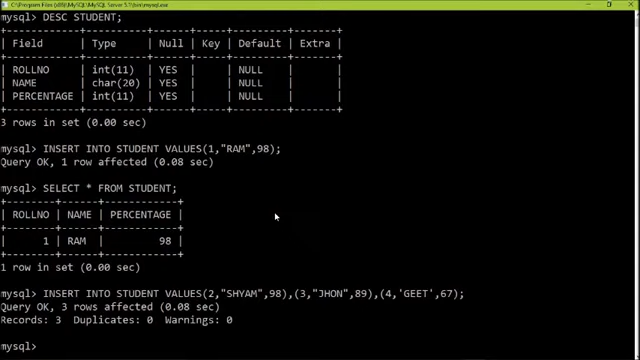 C:\Program Files (x86)\MySQL\MySQL Server 5.1\bin\mysql.exe
mysql> DESC STUDENT;
+------------+----------+------+-----+---------+-------+
| Field | Type | Null | Key | Default | Extra |
+------------+----------+------+-----+---------+-------+
| ROLLNO | int(11) | YES | | NULL | |
| NAME | char(20) | YES | | NULL | |
| PERCENTAGE | int(11) | YES | | NULL | |
+------------+----------+------+-----+---------+-------+
3 rows in set (0.00 sec)
mysql> INSERT INTO STUDENT VALUES(1,"RAM",98);
Query OK, 1 row affected (0.08 sec)
mysql> SELECT * FROM STUDENT;
+--------+------+------------+
| ROLLNO | NAME | PERCENTAGE |
+--------+------+------------+
| 1 | RAM | 98 |
+--------+------+------------+
1 row in set (0.00 sec)
mysql> INSERT INTO STUDENT VALUES(2,"SHYAM",98),(3,"JHON",89),(4,'GEET',67);
Query OK, 3 rows affected (0.08 sec)
Records: 3 Duplicates: 0 Warnings: 0
mysql>